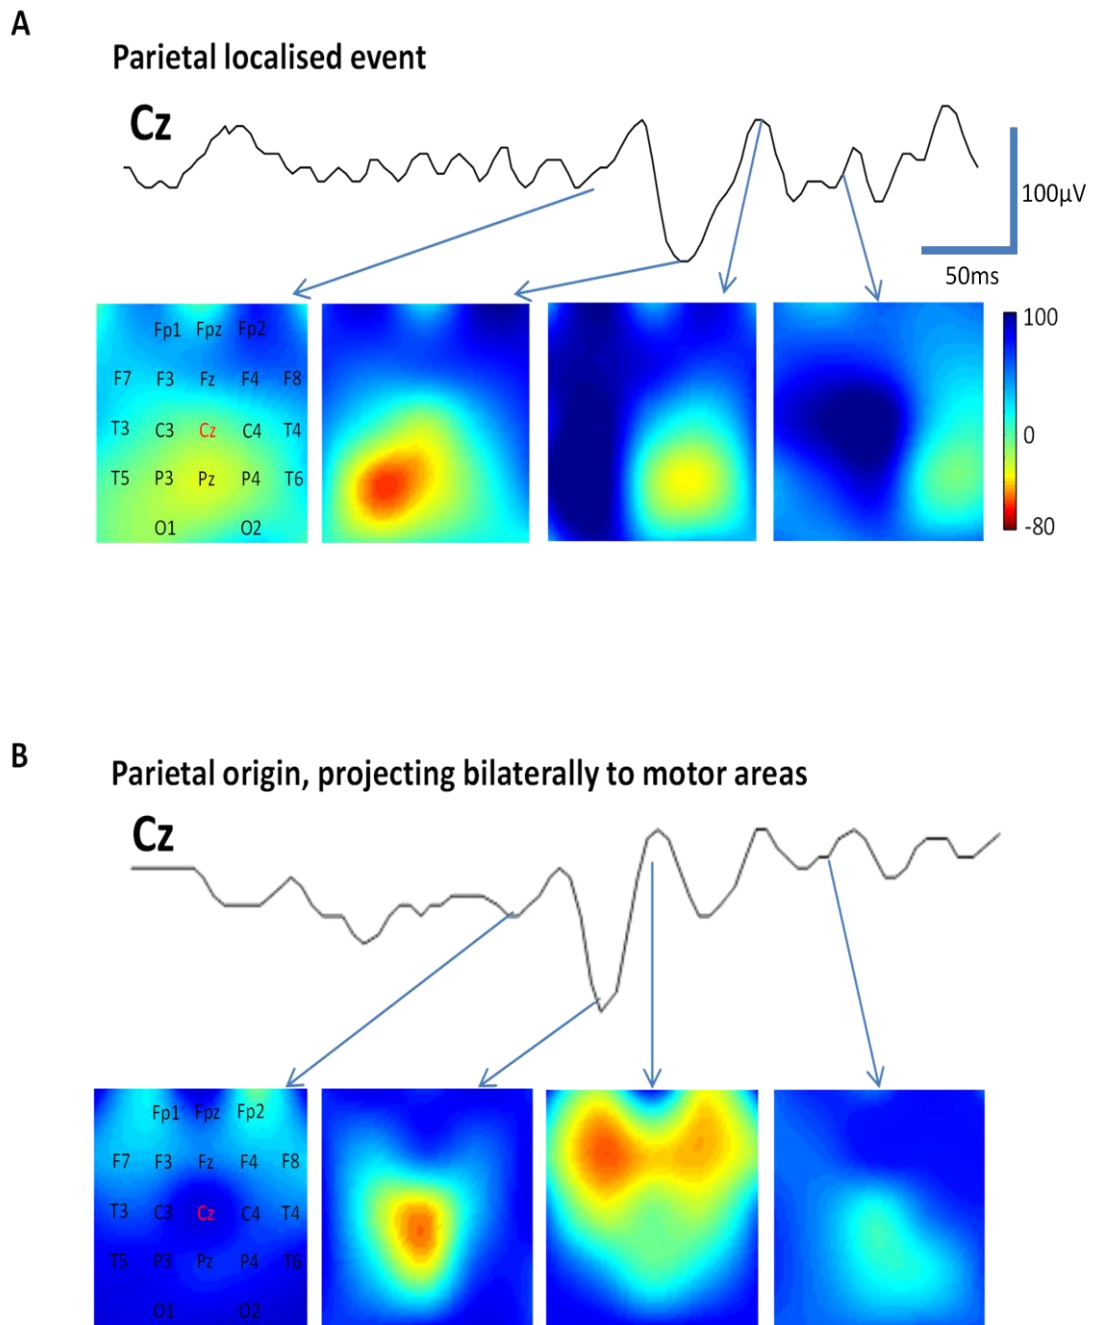 A
Parietal localised event
Cz
100μV
50ms
Fp1 Fpz Fp2
F7 F3 Fz F4 F8
T3 C3 Cz C4 T4
T5 P3 Pz P4 T6
O1 O2
100
0
-80
B
Parietal origin, projecting bilaterally to motor areas
Cz
Fp1 Fpz Fp2
F7 F3 Fz F4 F8
T3 C3 Cz C4 T4
T5 P3 Pz P4 T6
O1 O2